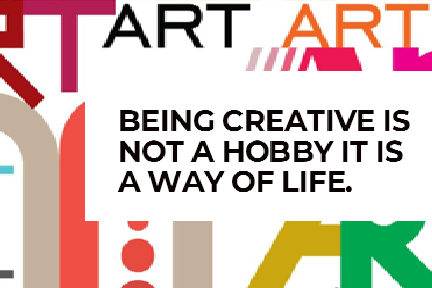 ART ART
BEING CREATIVE IS
NOT A HOBBY IT IS
A WAY OF LIFE.